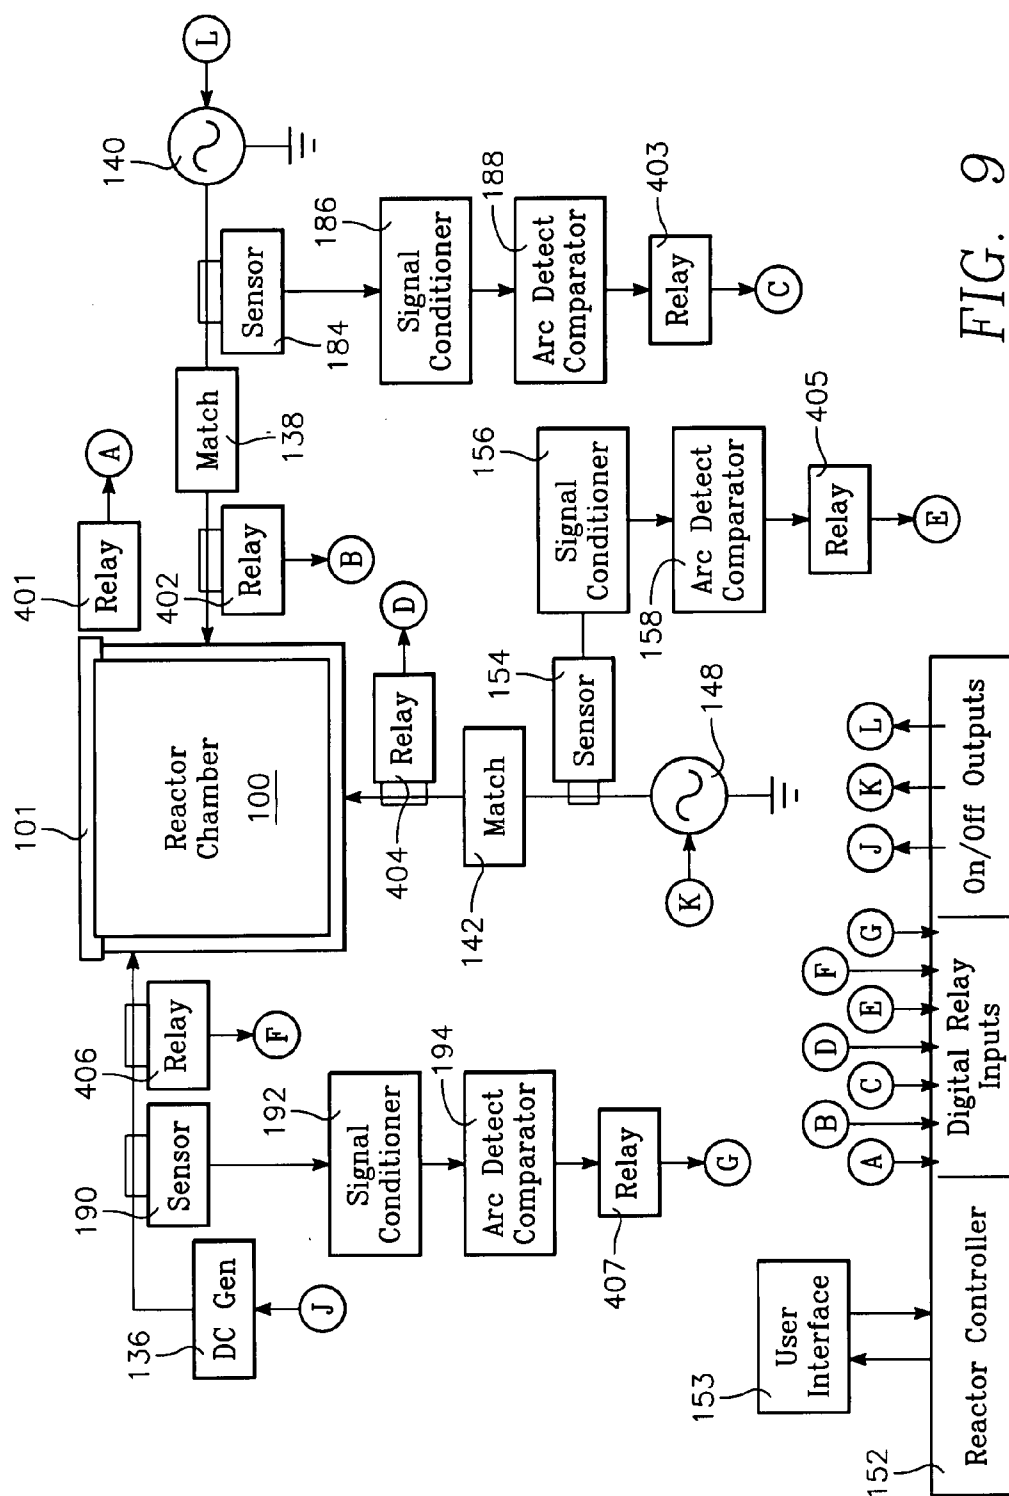 101
Reactor
Chamber
100
401
Relay
A
402
Relay
B
Match
138
140
L
Sensor
184
186
Signal
Conditioner
188
Arc Detect
Comparator
403
Relay
C
406
Relay
F
190
Sensor
136
DC Gen
J
192
Signal
Conditioner
194
Arc Detect
Comparator
407
Relay
G
404
Relay
D
142
Match
154
Sensor
156
Signal
Conditioner
158
Arc Detect
Comparator
405
Relay
E
148
K
153
User
Interface
152
Reactor Controller
A
B
C
D
E
F
G
Digital Relay
Inputs
J
K
L
On/Off Outputs
FIG. 9